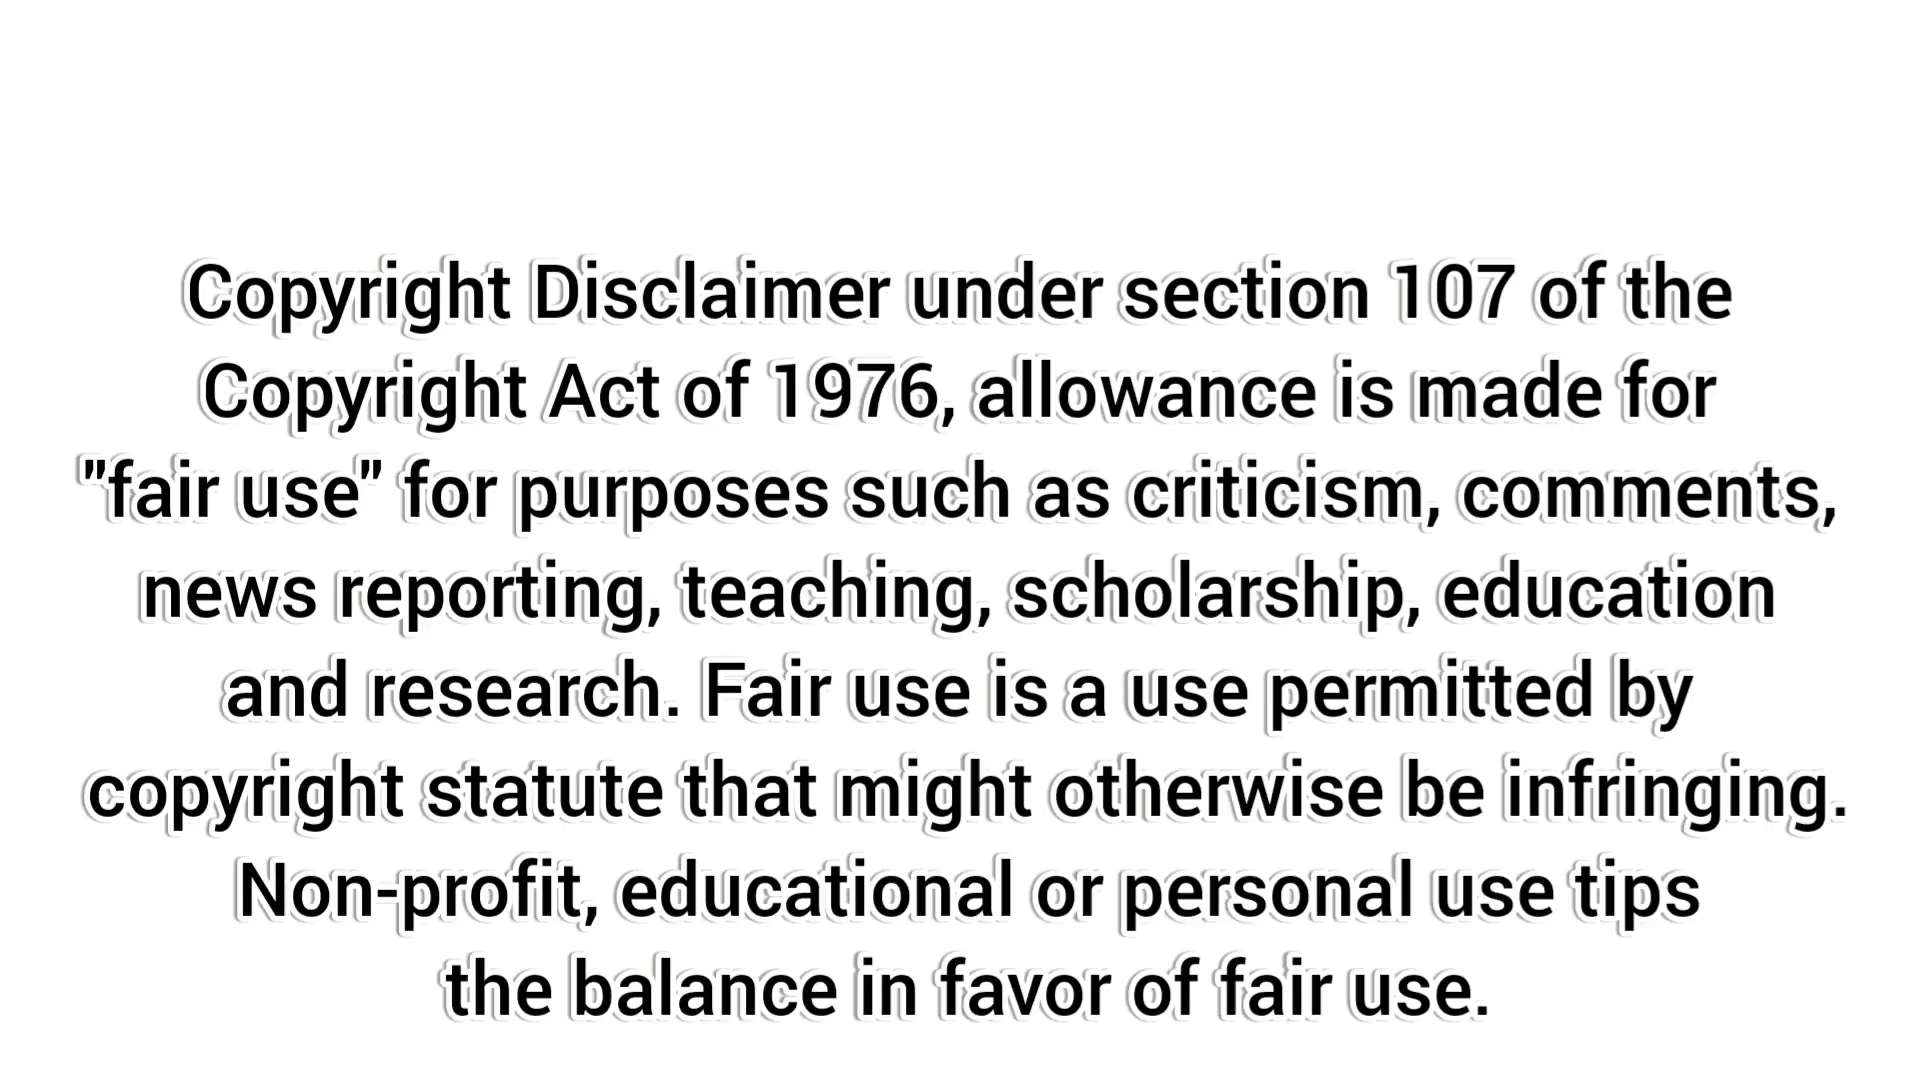 Copyright Disclaimer under section 107 of the
Copyright Act of 1976, allowance is made for
"fair use" for purposes such as criticism, comments,
news reporting, teaching, scholarship, education
and research. Fair use is a use permitted by
copyright statute that might otherwise be infringing.
Non-profit, educational or personal use tips
the balance in favor of fair use.